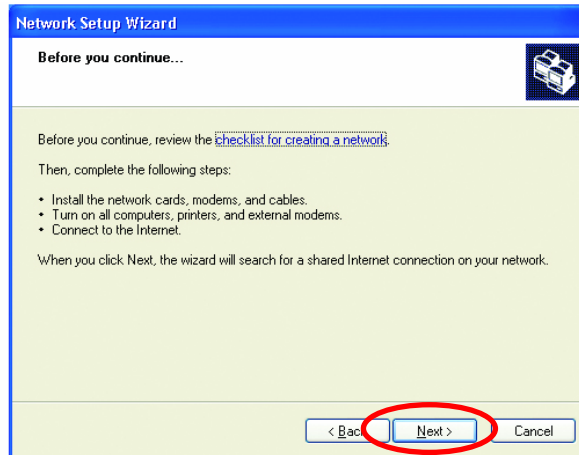 Network Setup Wizard
Before you continue...
Before you continue, review the checklist for creating a network.
Then, complete the following steps:
• Install the network cards, modems, and cables.
• Turn on all computers, printers, and external modems.
• Connect to the Internet.
When you click Next, the wizard will search for a shared Internet connection on your network.
< Back Next > Cancel